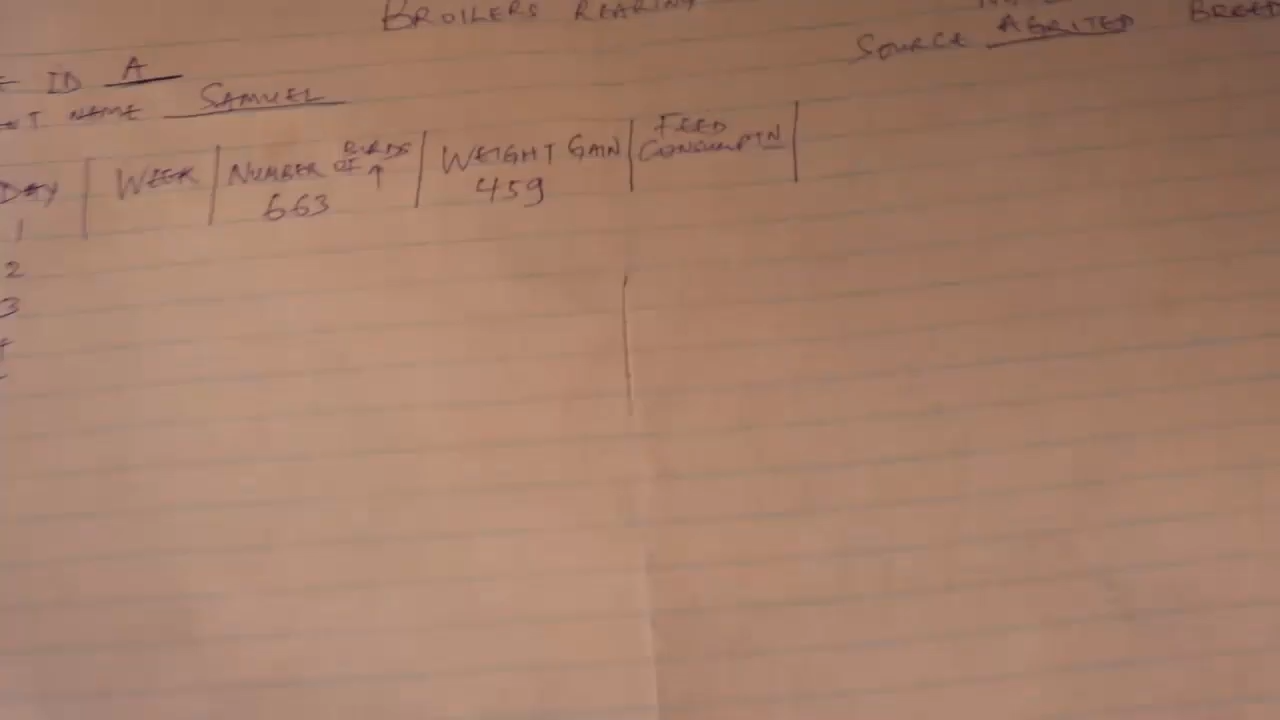 BROILERS REARING
SOURCE AGRITED BREED
ID A
T NAME SAMUEL
DAY WEEK NUMBER OF BIRDS WEIGHT GAIN FEED CONSUMPTN
1 663 459
2
3